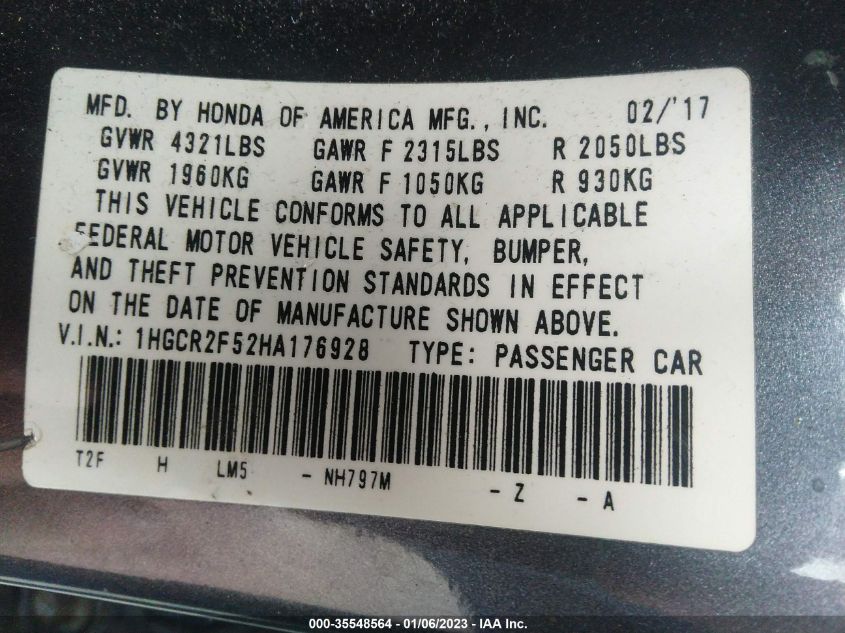 MFD. BY HONDA OF AMERICA MFG., INC. 02/'17
GVWR 4321LBS GAWR F 2315LBS R 2050LBS
GVWR 1960KG GAWR F 1050KG R 930KG
THIS VEHICLE CONFORMS TO ALL APPLICABLE
FEDERAL MOTOR VEHICLE SAFETY, BUMPER,
AND THEFT PREVENTION STANDARDS IN EFFECT
ON THE DATE OF MANUFACTURE SHOWN ABOVE.
V.I.N.: 1HGCR2F52HA176928 TYPE: PASSENGER CAR
T2F H LM5 - NH797M - Z - A
000-35548564 - 01/06/2023 - IAA Inc.